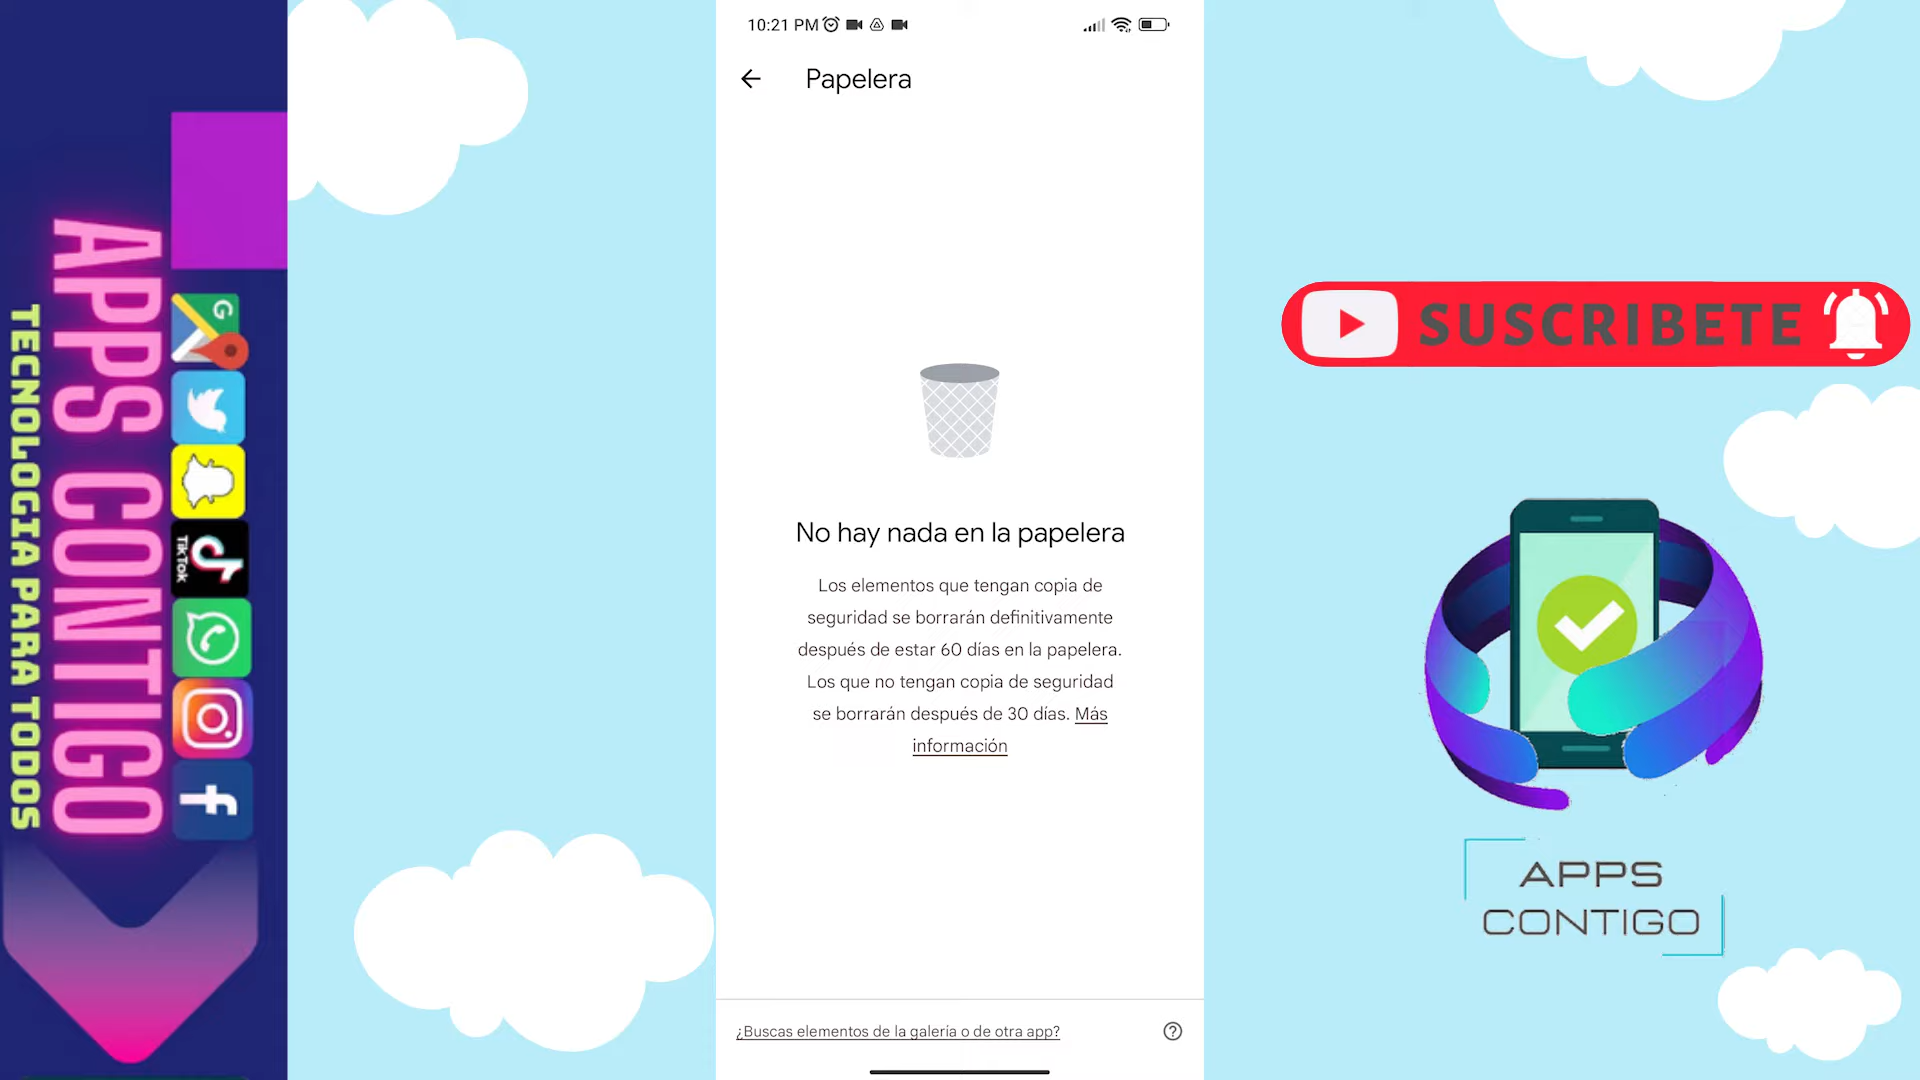 APPS CONTIGO
TECNOLOGIA PARA TODOS
G
TikTok
10:21 PM
Papelera
No hay nada en la papelera
Los elementos que tengan copia de
seguridad se borrarán definitivamente
después de estar 60 días en la papelera.
Los que no tengan copia de seguridad
se borrarán después de 30 días. Más
información
¿Buscas elementos de la galería o de otra app?
SUSCRIBETE
APPS
CONTIGO